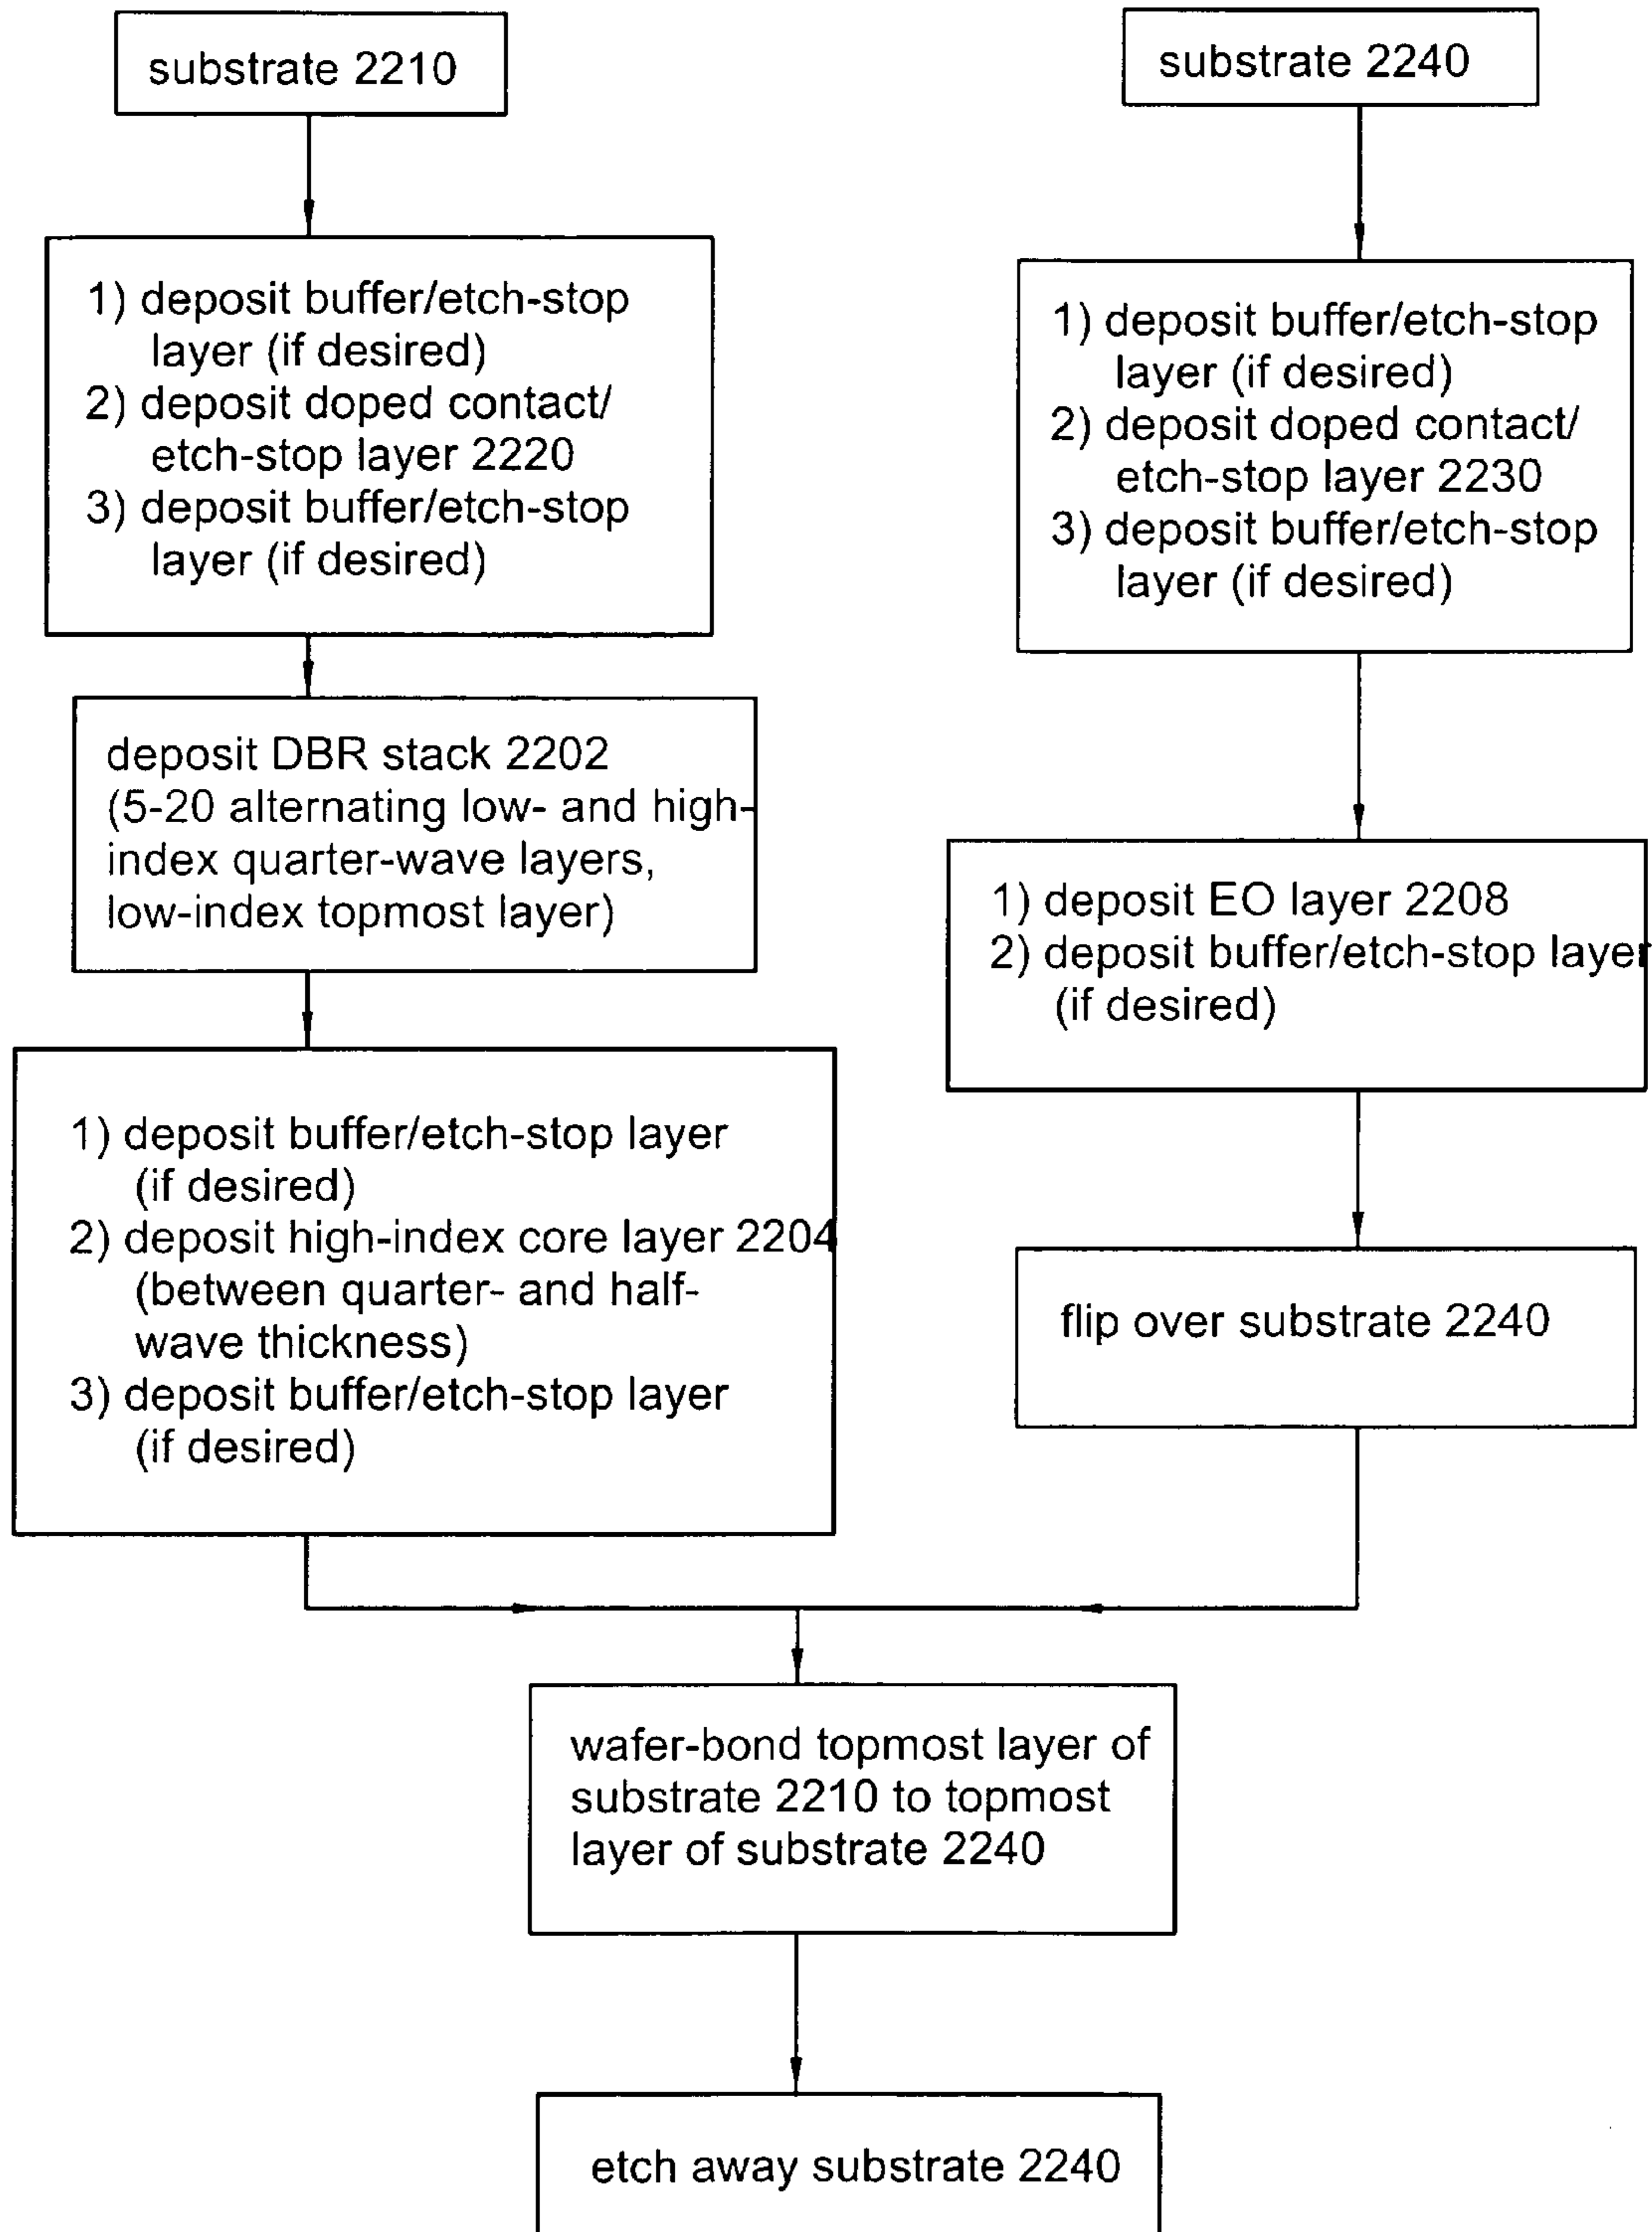 substrate 2210
1) deposit buffer/etch-stop
layer (if desired)
2) deposit doped contact/
etch-stop layer 2220
3) deposit buffer/etch-stop
layer (if desired)
deposit DBR stack 2202
(5-20 alternating low- and high-
index quarter-wave layers,
low-index topmost layer)
1) deposit buffer/etch-stop layer
(if desired)
2) deposit high-index core layer 2204
(between quarter- and half-
wave thickness)
3) deposit buffer/etch-stop layer
(if desired)
substrate 2240
1) deposit buffer/etch-stop
layer (if desired)
2) deposit doped contact/
etch-stop layer 2230
3) deposit buffer/etch-stop
layer (if desired)
1) deposit EO layer 2208
2) deposit buffer/etch-stop layer
(if desired)
flip over substrate 2240
wafer-bond topmost layer of
substrate 2210 to topmost
layer of substrate 2240
etch away substrate 2240